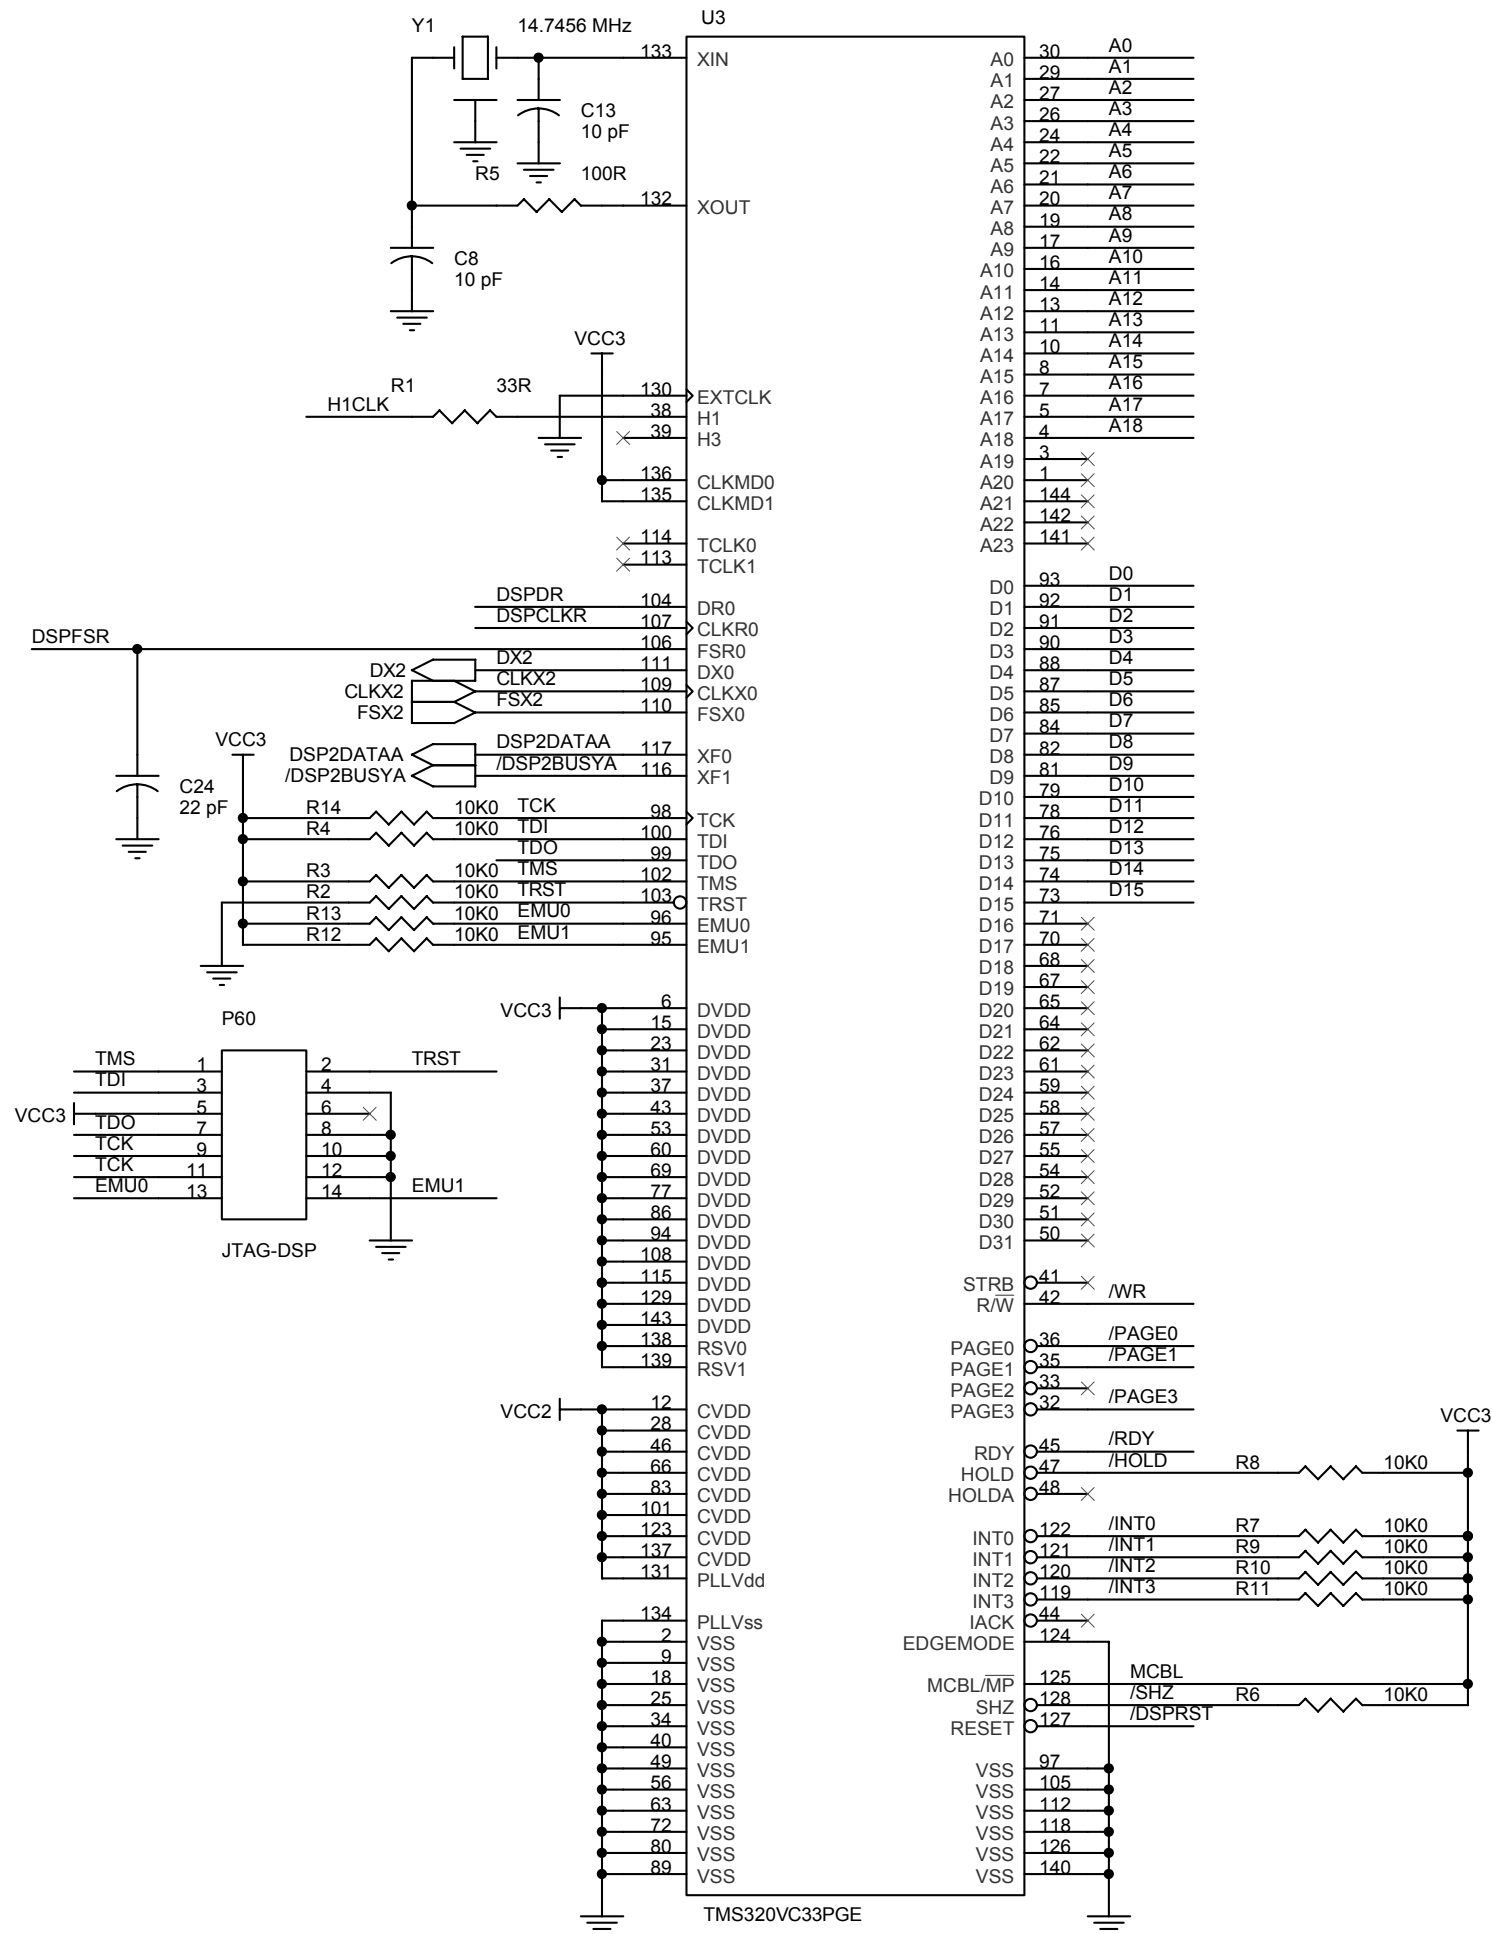 Y1 14.7456 MHz U3
133 XIN A0 30 A0
A1 29 A1
C13 A2 27 A2
10 pF A3 26 A3
A4 24 A4
R5 100R A5 22 A5
A6 21 A6
132 XOUT A7 20 A7
A8 19 A8
C8 A9 17 A9
10 pF A10 16 A10
A11 14 A11
A12 13 A12
VCC3 A13 11 A13
A14 10 A14
R1 33R A15 8 A15
130 EXTCLK A16 7 A16
H1CLK 38 H1 A17 5 A17
39 H3 A18 4 A18
A19 3
136 CLKMD0 A20 1
135 CLKMD1 A21 144
A22 142
114 TCLK0 A23 141
113 TCLK1
D0 93 D0
DSPDR 104 DR0 D1 92 D1
DSPCLKR 107 CLKR0 D2 91 D2
DSPFSR 106 FSR0 D3 90 D3
DX2 DX2 111 DX0 D4 88 D4
CLKX2 CLKX2 109 CLKX0 D5 87 D5
FSX2 FSX2 110 FSX0 D6 85 D6
VCC3 D7 84 D7
DSP2DATAA DSP2DATAA 117 XF0 D8 82 D8
/DSP2BUSYA /DSP2BUSYA 116 XF1 D9 81 D9
C24 D10 79 D10
22 pF
R14 10K0 TCK 98 TCK D11 78 D11
R4 10K0 TDI 100 TDI D12 76 D12
TDO 99 TDO D13 75 D13
R3 10K0 TMS 102 TMS D14 74 D14
R2 10K0 TRST 103 TRST D15 73 D15
R13 10K0 EMU0 96 EMU0 D16 71
R12 10K0 EMU1 95 EMU1 D17 70
D18 68
D19 67
VCC3 6 DVDD D20 65
P60 15 DVDD D21 64
23 DVDD D22 62
TMS 1 2 TRST 31 DVDD D23 61
TDI 3 4 37 DVDD D24 59
VCC3 5 6 43 DVDD D25 58
TDO 7 8 53 DVDD D26 57
TCK 9 10 60 DVDD D27 55
TCK 11 12 69 DVDD D28 54
EMU0 13 14 EMU1 77 DVDD D29 52
86 DVDD D30 51
JTAG-DSP 94 DVDD D31 50
108 DVDD
115 DVDD STRB 41
129 DVDD R/W 42 /WR
143 DVDD
138 RSV0 PAGE0 36 /PAGE0
139 RSV1 PAGE1 35 /PAGE1
PAGE2 33
VCC2 12 CVDD PAGE3 32 /PAGE3
28 CVDD VCC3
46 CVDD RDY 45 /RDY
66 CVDD HOLD 47 /HOLD R8 10K0
83 CVDD HOLDA 48
101 CVDD
123 CVDD INT0 122 /INT0 R7 10K0
137 CVDD INT1 121 /INT1 R9 10K0
131 PLLVdd INT2 120 /INT2 R10 10K0
INT3 119 /INT3 R11 10K0
134 PLLVss IACK 44
2 VSS EDGEMODE 124
9 VSS
18 VSS MCBL/MP 125 MCBL
25 VSS SHZ 128 /SHZ R6 10K0
34 VSS RESET 127 /DSPRST
40 VSS
49 VSS VSS 97
56 VSS VSS 105
63 VSS VSS 112
72 VSS VSS 118
80 VSS VSS 126
89 VSS VSS 140
TMS320VC33PGE